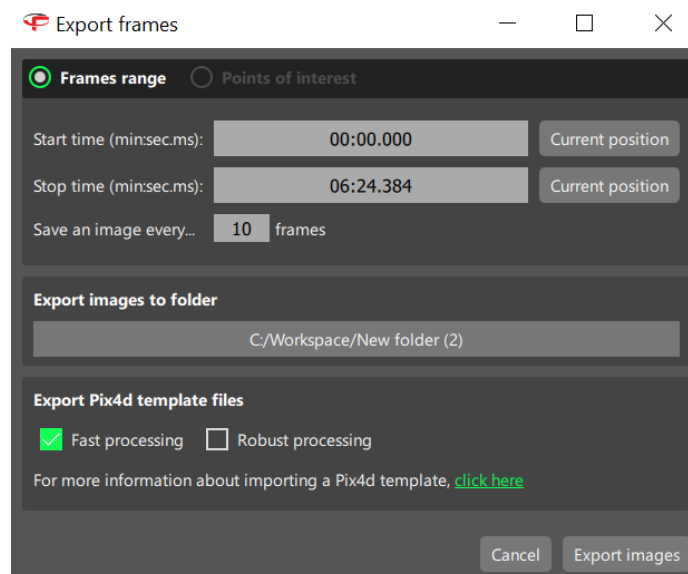 Export frames
Frames range Points of interest
Start time (min:sec.ms): 00:00.000 Current position
Stop time (min:sec.ms): 06:24.384 Current position
Save an image every... 10 frames
Export images to folder
C:/Workspace/New folder (2)
Export Pix4d template files
Fast processing Robust processing
For more information about importing a Pix4d template, click here
Cancel Export images